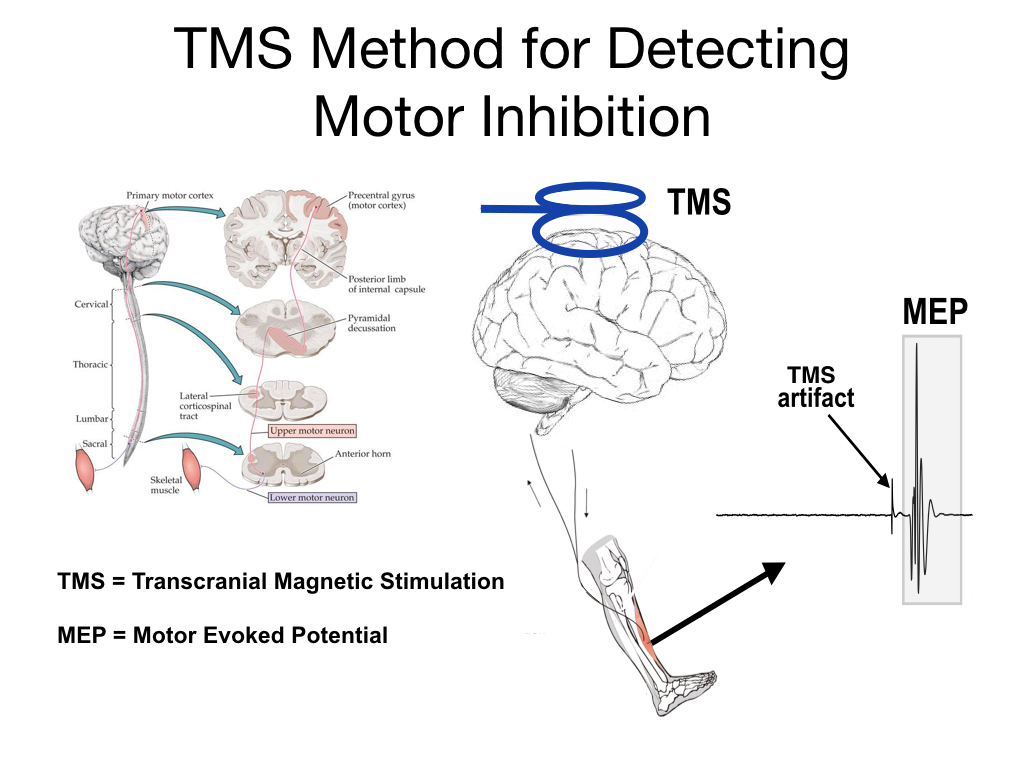 TMS Method for Detecting
Motor Inhibition
Primary motor cortex
Precentral gyrus
(motor cortex)
Posterior limb
of internal capsule
Cervical
Pyramidal
decussation
Thoracic
Lateral
corticospinal
tract
Lumbar
Upper motor neuron
Sacral
Anterior horn
Skeletal
muscle
Lower motor neuron
TMS
MEP
TMS
artifact
TMS = Transcranial Magnetic Stimulation
MEP = Motor Evoked Potential